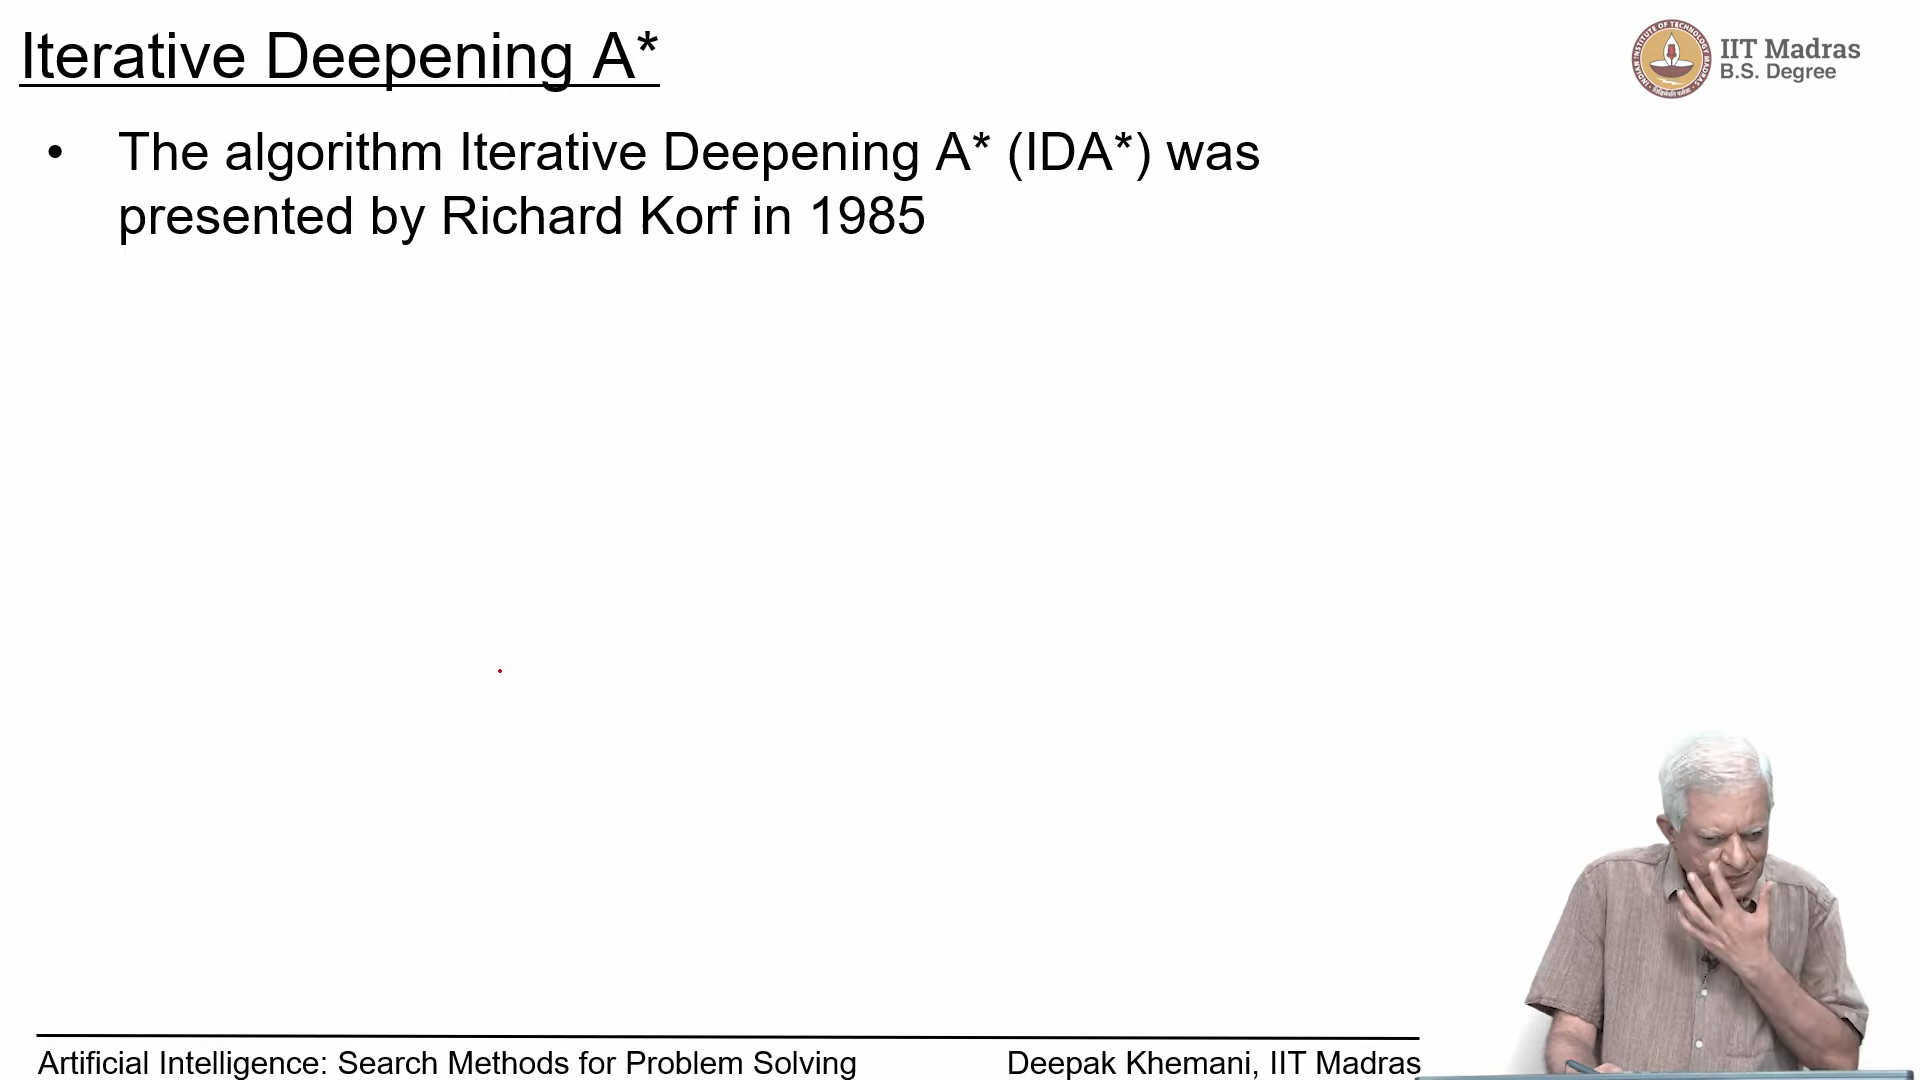 Iterative Deepening A*
IIT Madras
B.S. Degree
• The algorithm Iterative Deepening A* (IDA*) was
presented by Richard Korf in 1985
Artificial Intelligence: Search Methods for Problem Solving
Deepak Khemani, IIT Madras